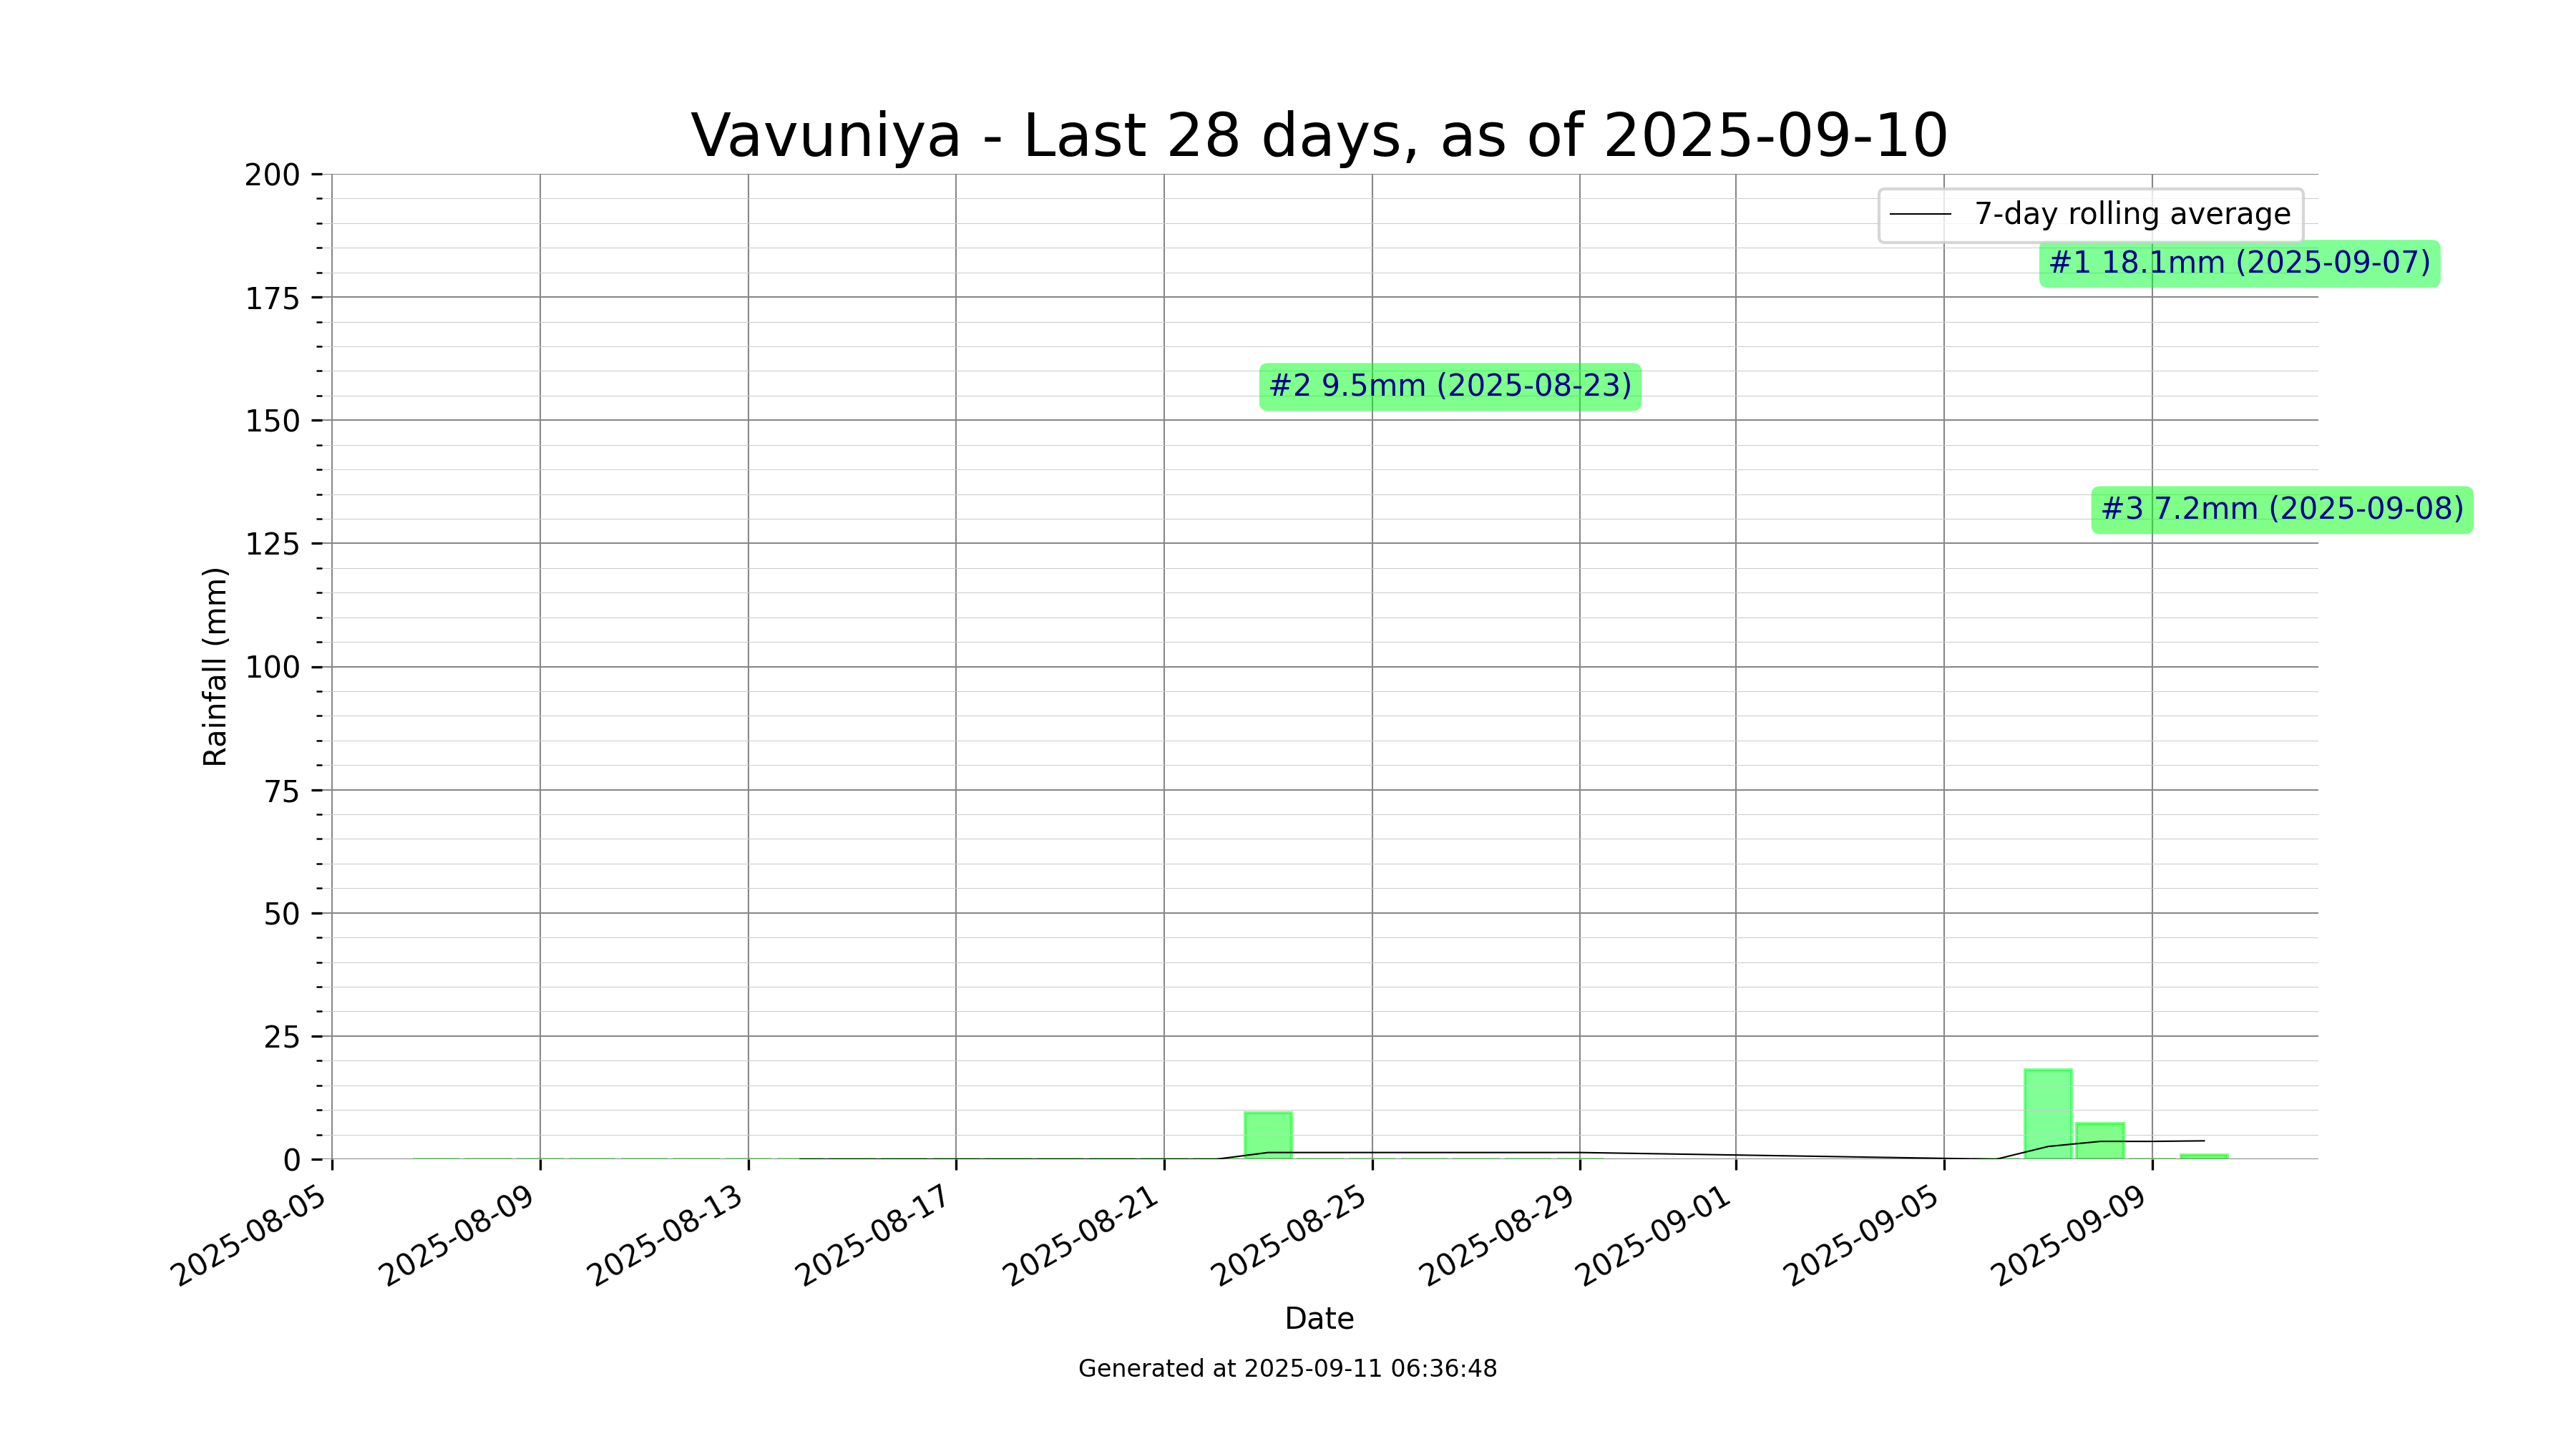 Vavuniya - Last 28 days, as of 2025-09-10
7-day rolling average
#1 18.1mm (2025-09-07)
#2 9.5mm (2025-08-23)
#3 7.2mm (2025-09-08)
Rainfall (mm)
200
175
150
125
100
75
50
25
0
2025-08-05
2025-08-09
2025-08-13
2025-08-17
2025-08-21
2025-08-25
2025-08-29
2025-09-01
2025-09-05
2025-09-09
Date
Generated at 2025-09-11 06:36:48